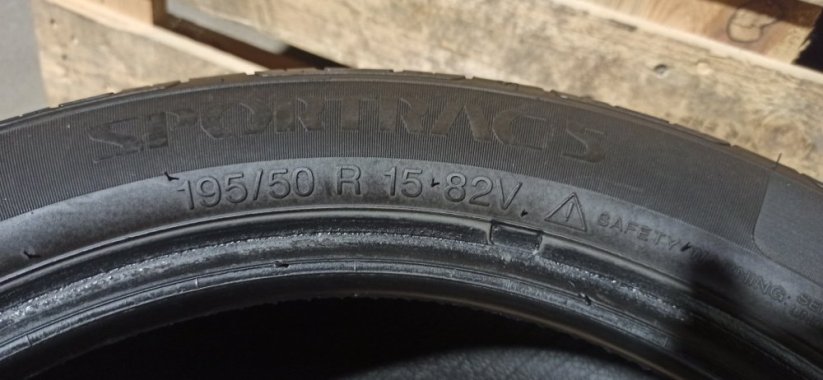 SPORTRAC 5
195/50 R 15 82V
SAFETY WARNING: